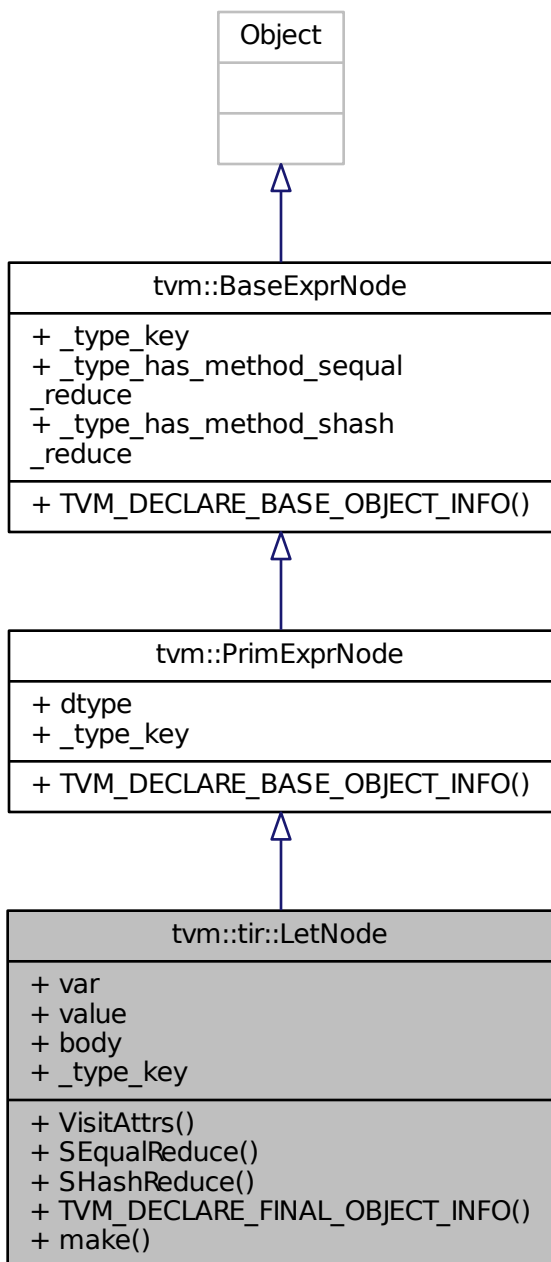 Object
tvm::BaseExprNode
+ _type_key
+ _type_has_method_sequal
_reduce
+ _type_has_method_shash
_reduce
+ TVM_DECLARE_BASE_OBJECT_INFO()
tvm::PrimExprNode
+ dtype
+ _type_key
+ TVM_DECLARE_BASE_OBJECT_INFO()
tvm::tir::LetNode
+ var
+ value
+ body
+ _type_key
+ VisitAttrs()
+ SEqualReduce()
+ SHashReduce()
+ TVM_DECLARE_FINAL_OBJECT_INFO()
+ make()